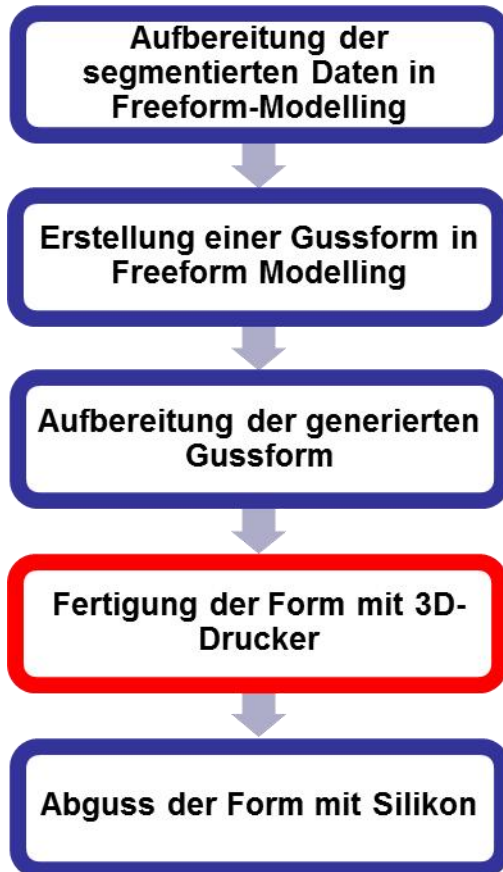 Aufbereitung der
segmentierten Daten in
Freeform-Modelling
Erstellung einer Gussform in
Freeform Modelling
Aufbereitung der generierten
Gussform
Fertigung der Form mit 3D-
Drucker
Abguss der Form mit Silikon